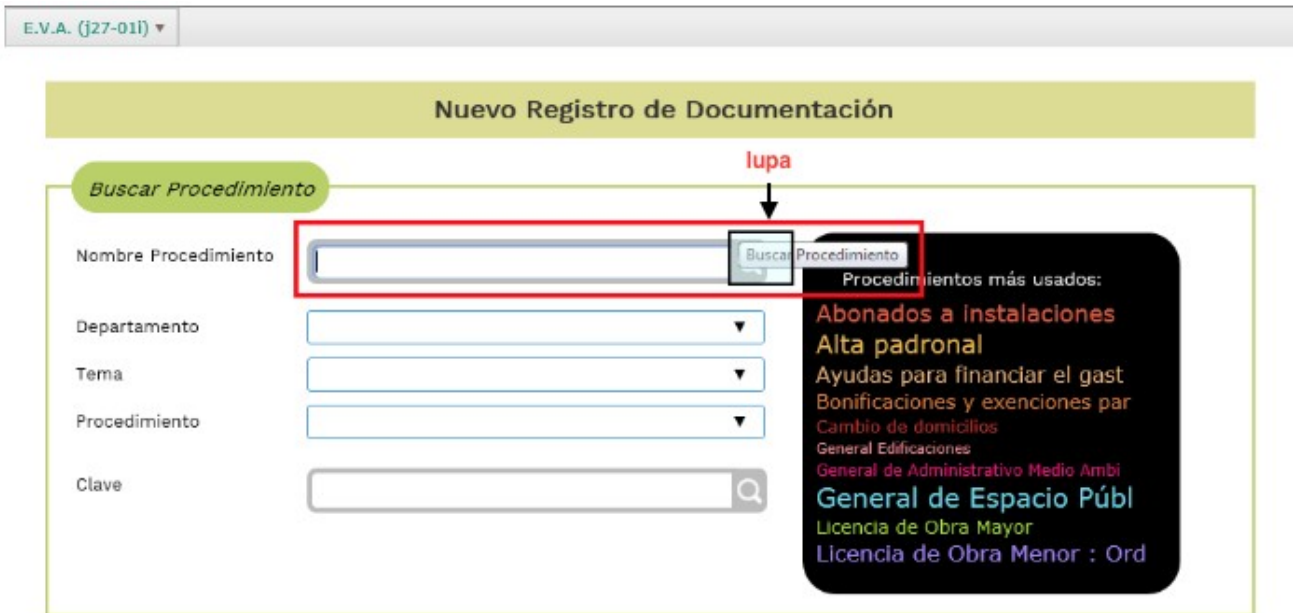 E.V.A. (j27-01i) ▼
Nuevo Registro de Documentación
lupa
Buscar Procedimiento
Nombre Procedimiento
Buscar Procedimiento
Procedimientos más usados:
Departamento
Tema
Procedimiento
Clave
Abonados a instalaciones
Alta padronal
Ayudas para financiar el gast
Bonificaciones y exenciones par
Cambio de domicilios
General Edificaciones
General de Administrativo Medio Ambi
General de Espacio Públ
Licencia de Obra Mayor
Licencia de Obra Menor : Ord